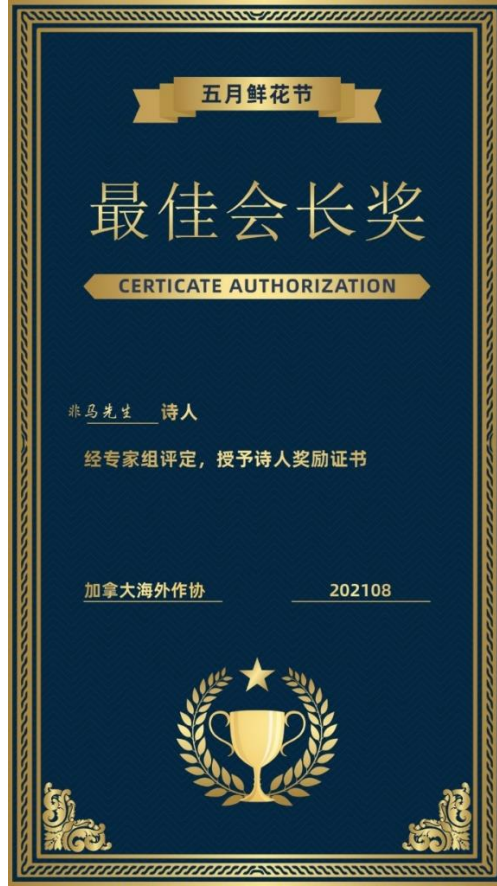 五月鲜花节
最佳会长奖
CERTICATE AUTHORIZATION
非马先生 诗人
经专家组评定，授予诗人奖励证书
加拿大海外作协 202108